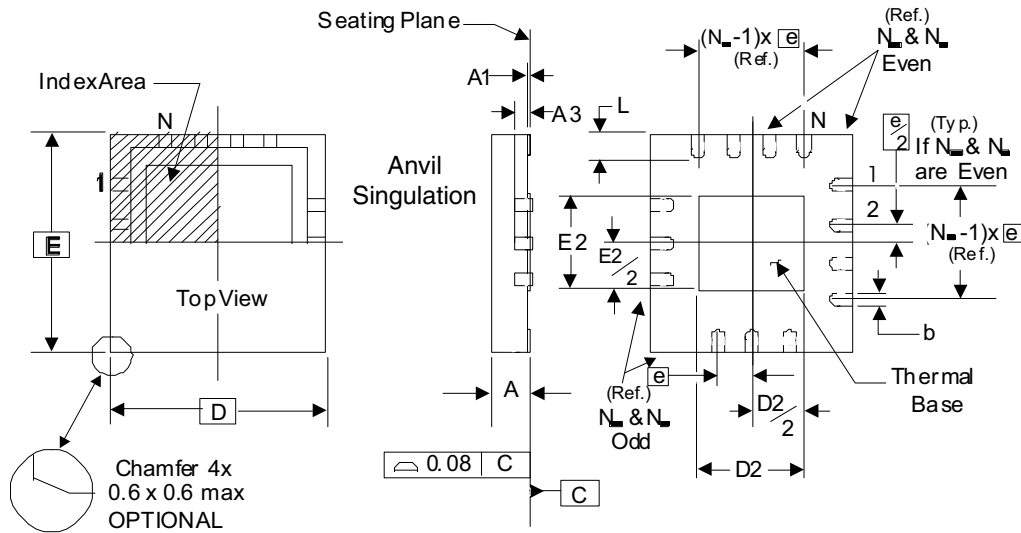 Seating Plane
(Ref.)
(N -1)x e
(Ref.)
N & N
Even
IndexArea
A1
A3
L
N
N
e/2
(Typ.)
If N & N
are Even
Anvil
Singulation
1
1
2
E
E2
E2/2
(N -1)x e
(Ref.)
TopView
b
e
Thermal
Base
A
(Ref.)
N & N
Odd
D2/2
D
D2
0.08 C
C
Chamfer 4x
0.6 x 0.6 max
OPTIONAL